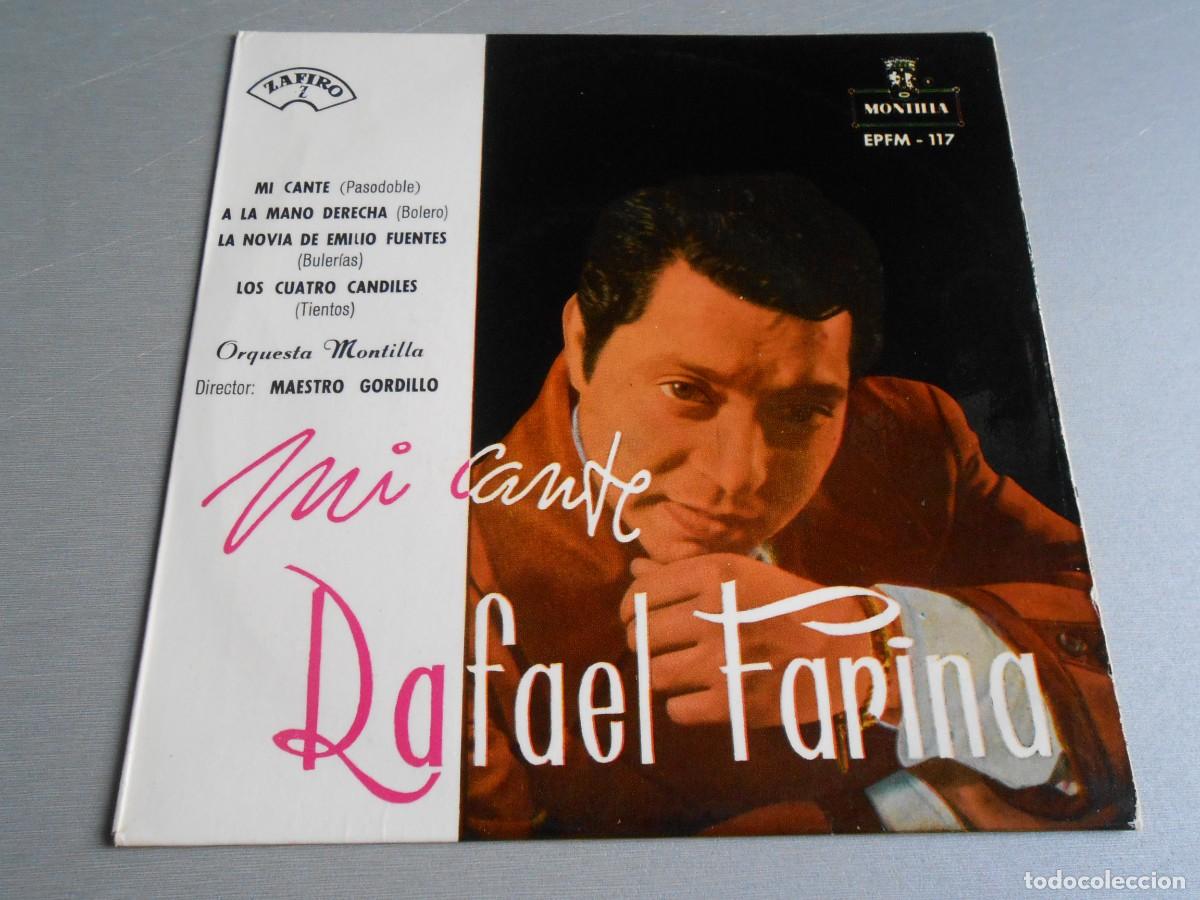 ZAFIRO
Z
MONTILLA
EPFM - 117
MI CANTE (Pasodoble)
A LA MANO DERECHA (Bolero)
LA NOVIA DE EMILIO FUENTES
(Bulerías)
LOS CUATRO CANDILES
(Tientos)
Orquesta Montilla
Director: MAESTRO GORDILLO
Mi cante
Rafael Farina
todocoleccion